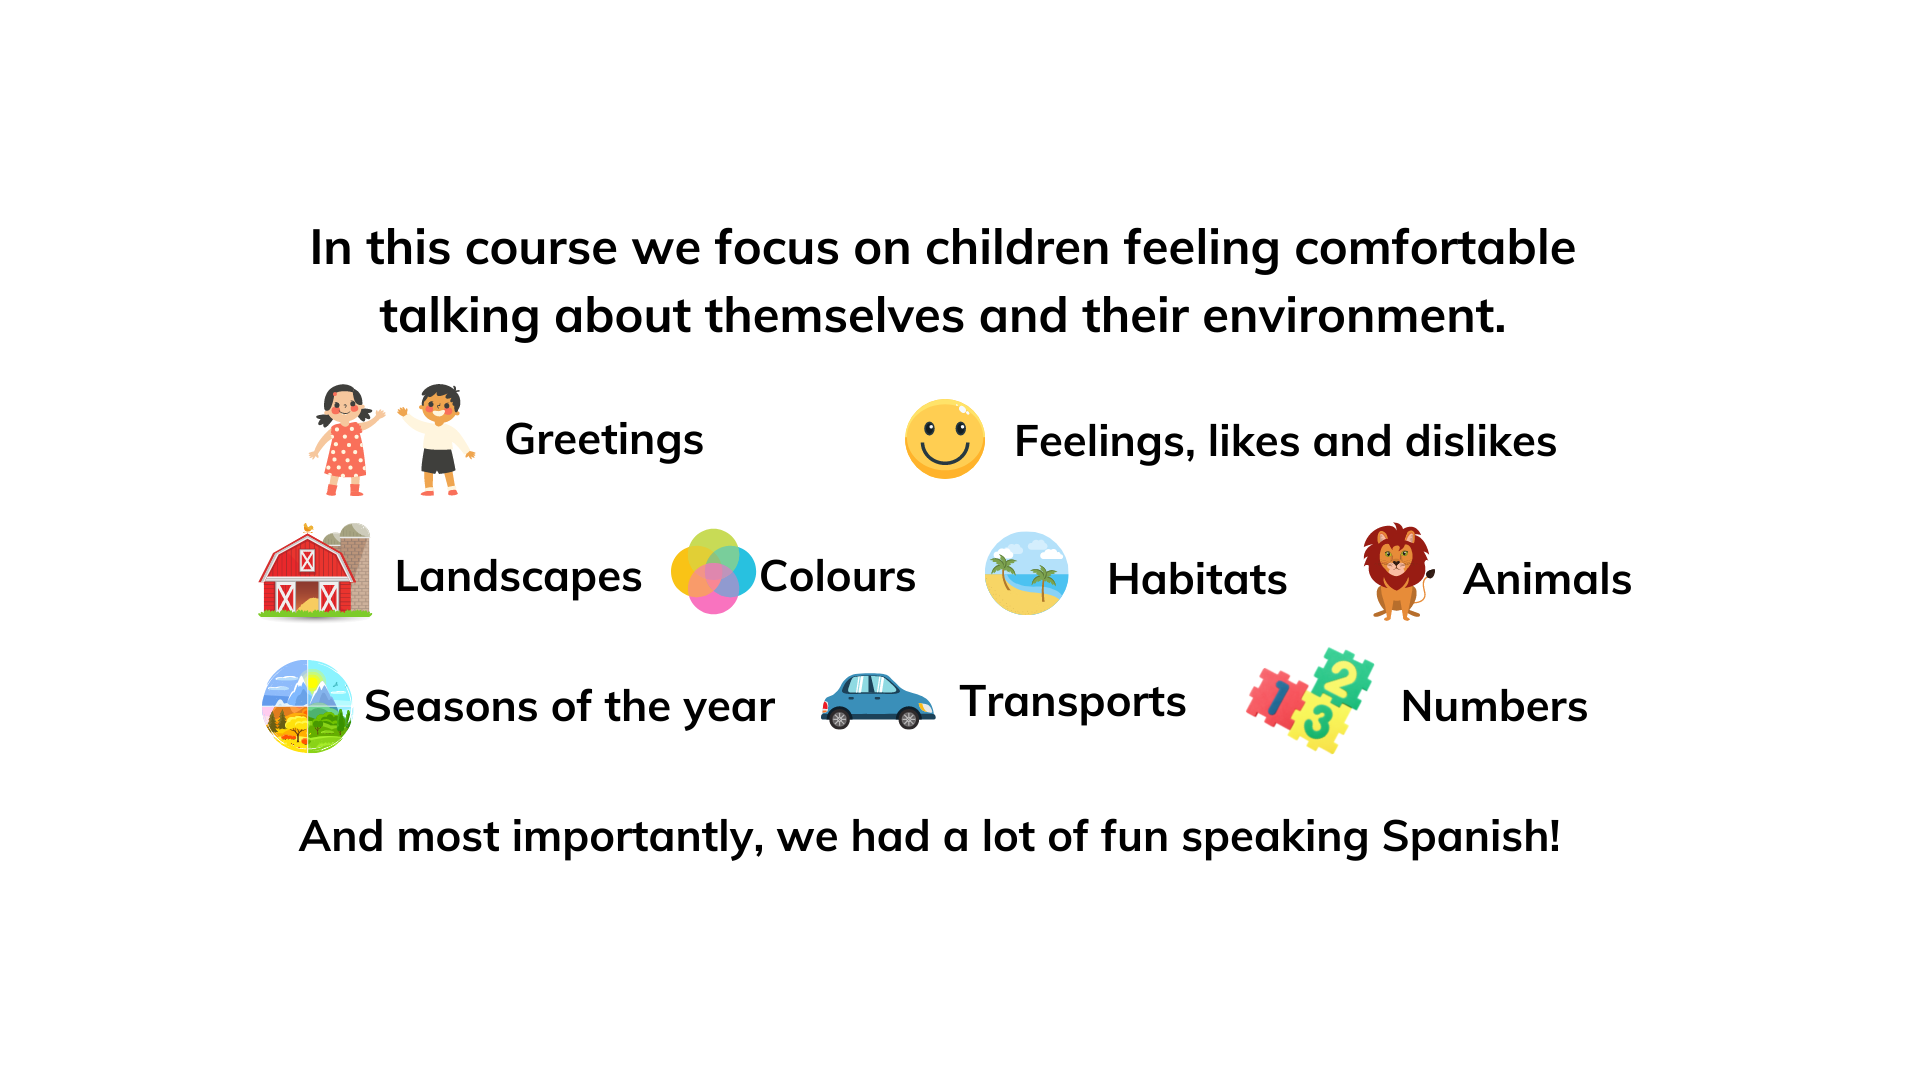 In this course we focus on children feeling comfortable
talking about themselves and their environment.
Greetings
Feelings, likes and dislikes
Landscapes
Colours
Habitats
Animals
Seasons of the year
Transports
1
2
3
Numbers
And most importantly, we had a lot of fun speaking Spanish!